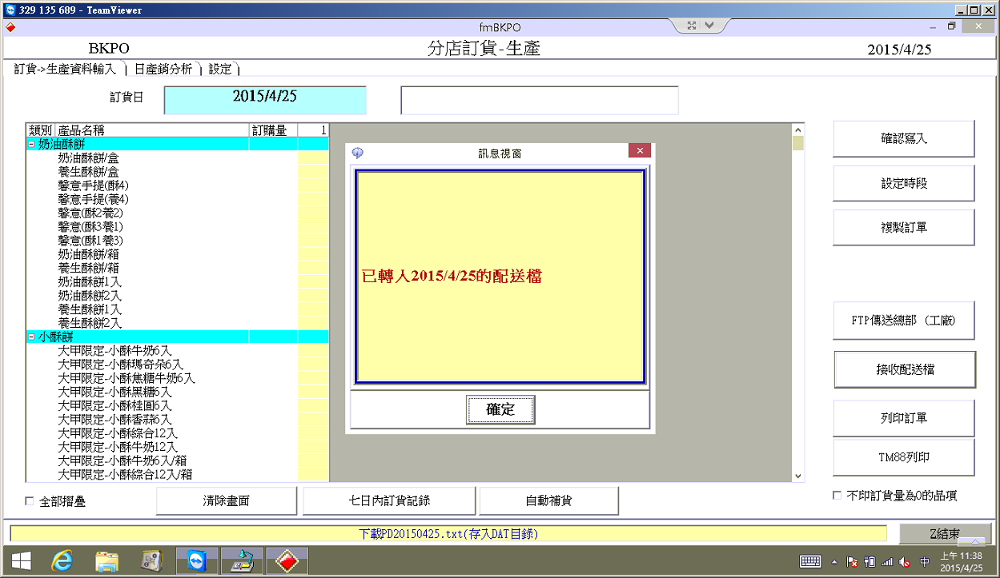 329 135 689 - TeamViewer
fmBKPO
BKPO
分店訂貨-生產
2015/4/25
訂貨->生產資料輸入
日產銷分析
設定
訂貨日
2015/4/25
類別 產品名稱 訂購量 1
奶油酥餅
奶油酥餅/盒
養生酥餅/盒
馨意手提(酥4)
馨意手提(養4)
馨意(酥2養2)
馨意(酥3養1)
馨意(酥1養3)
奶油酥餅/箱
養生酥餅/箱
奶油酥餅1入
奶油酥餅2入
養生酥餅1入
養生酥餅2入
小酥餅
大甲限定-小酥牛奶6入
大甲限定-小酥瑪奇朵6入
大甲限定-小酥焦糖牛奶6入
大甲限定-小酥黑糖6入
大甲限定-小酥桂圓6入
大甲限定-小酥香蒜6入
大甲限定-小酥綜合12入
大甲限定-小酥牛奶12入
大甲限定-小酥牛奶6入/箱
大甲限定-小酥綜合12入/箱
訊息視窗
已轉入2015/4/25的配送檔
確定
確認寫入
設定時段
複製訂單
FTP傳送總部 (工廠)
接收配送檔
列印訂單
TM88列印
不印訂貨量為0的品項
全部摺疊
清除畫面
七日內訂貨記錄
自動補貨
下載PD20150425.txt(存入DAT目錄)
Z結束
中
上午 11:38
2015/4/25